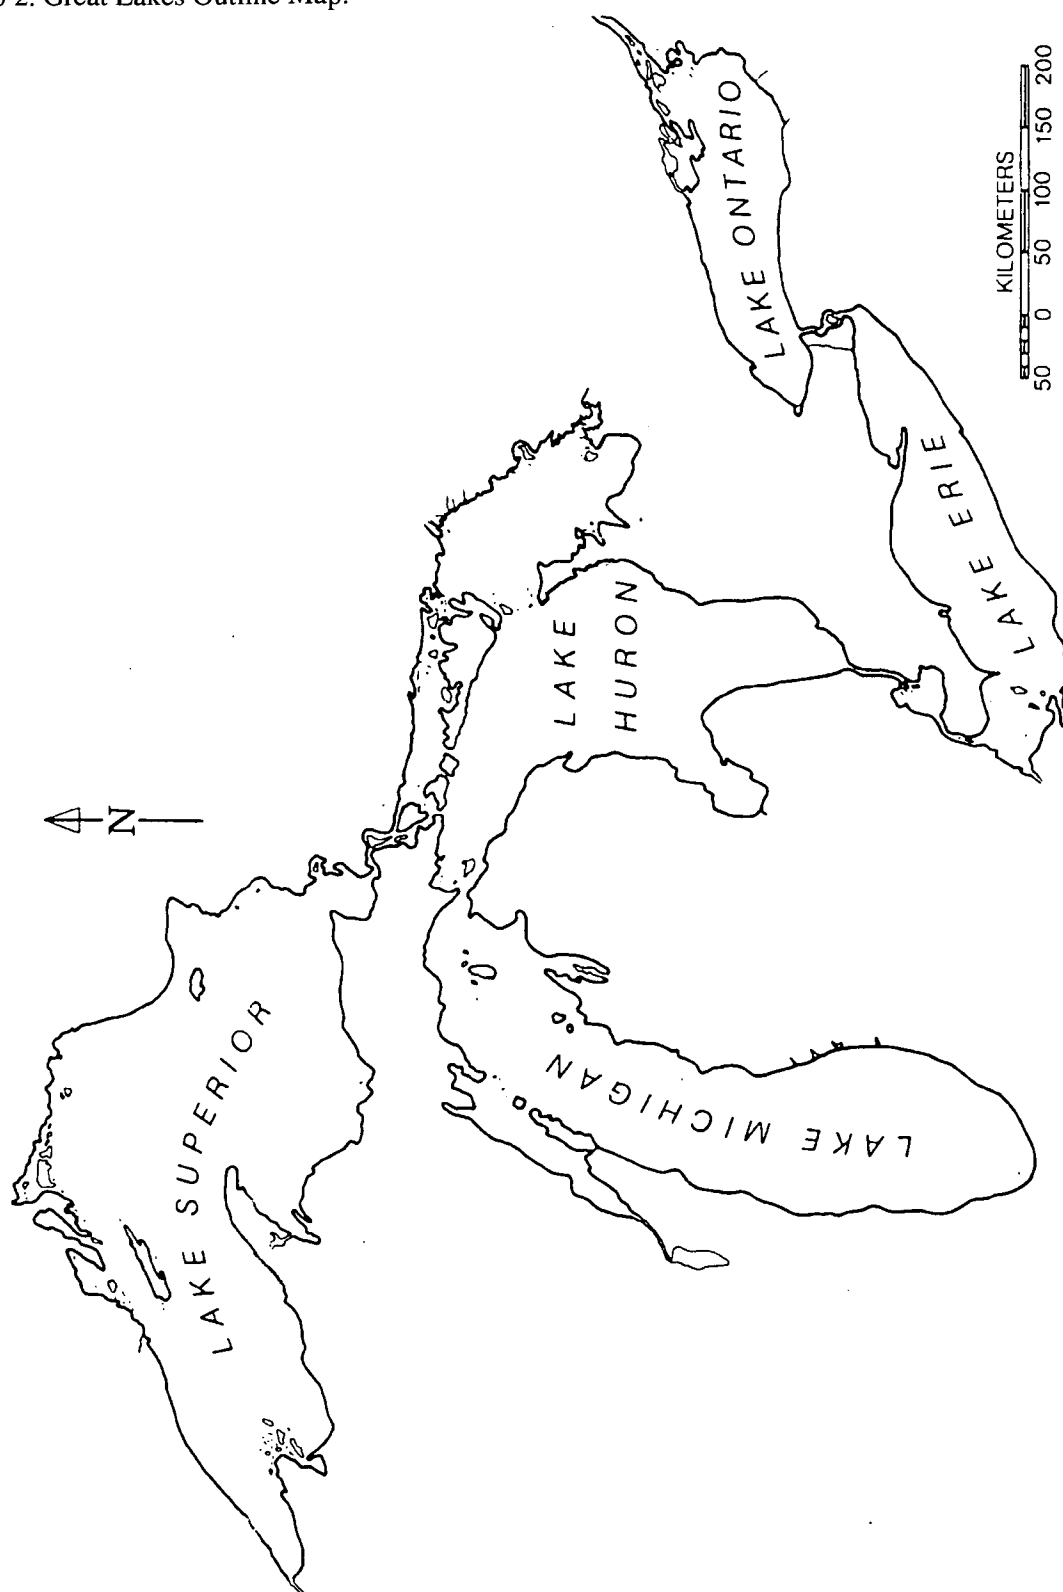 2. Great Lakes Outline Map.
N
LAKE SUPERIOR
LAKE MICHIGAN
LAKE
HURON
LAKE ERIE
LAKE ONTARIO
KILOMETERS
50 0 50 100 150 200